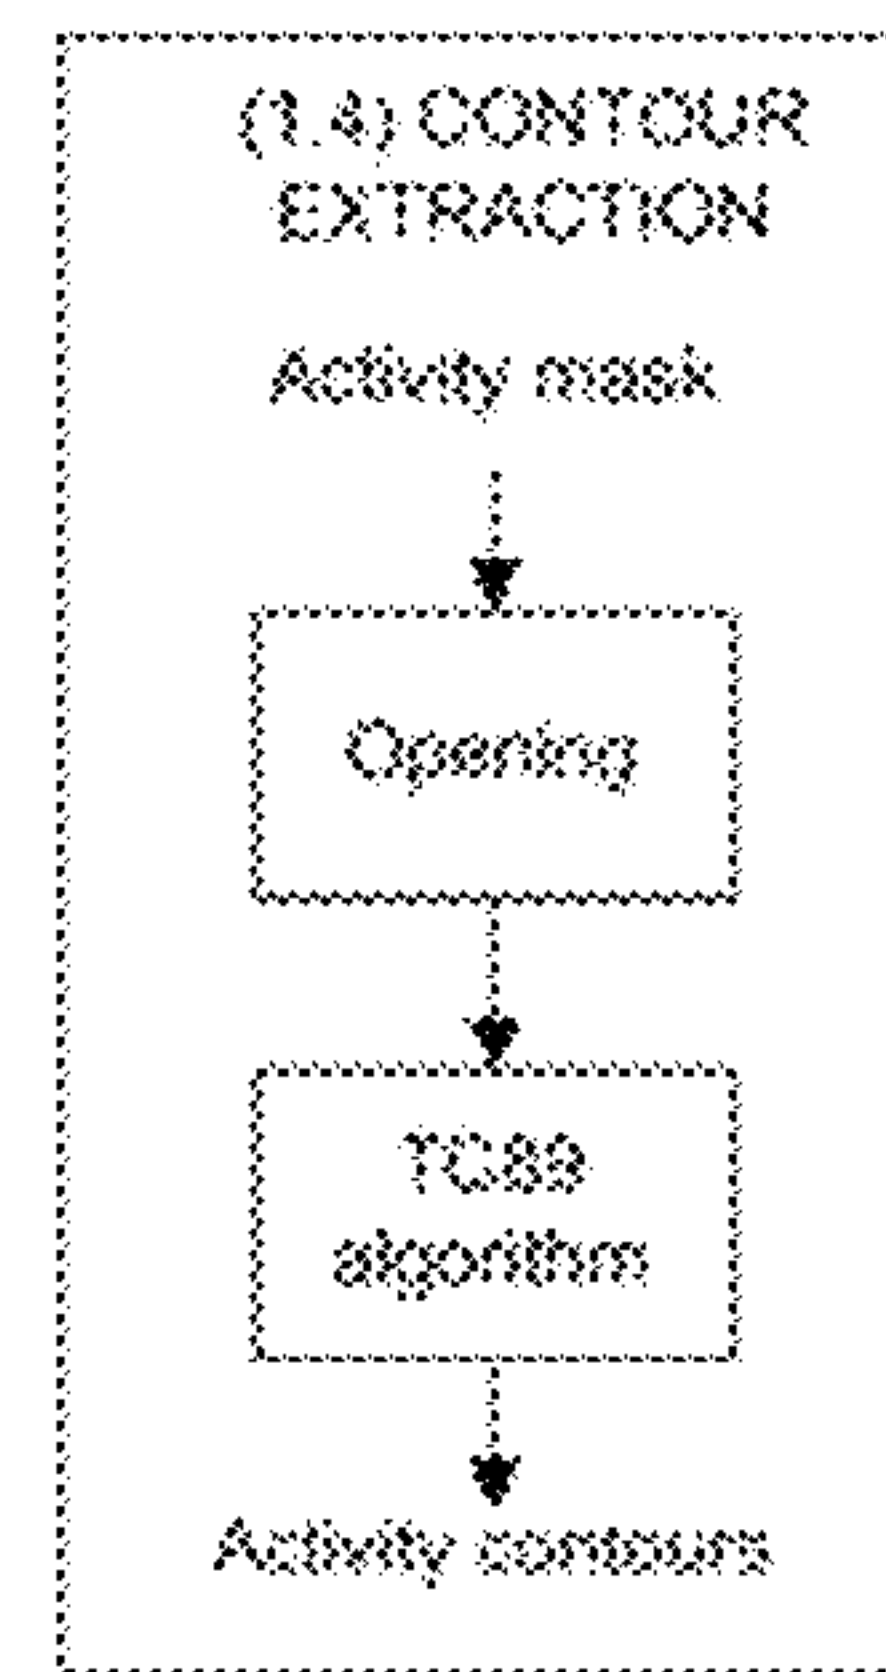 (1.4) CONTOUR
EXTRACTION
Activity mask
Opening
TC89
algorithm
Activity contours